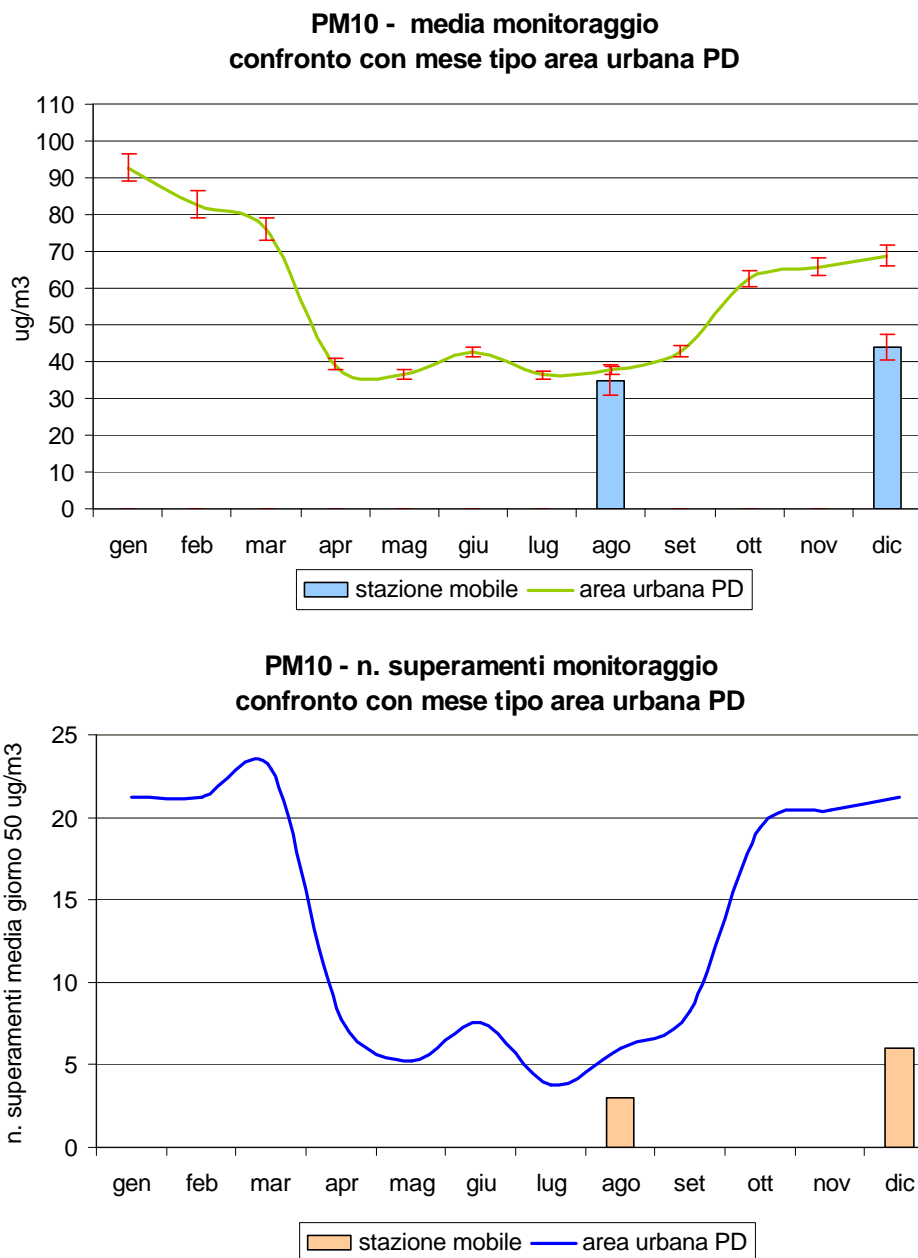 PM10 - media monitoraggio
confronto con mese tipo area urbana PD
ug/m3
110
100
90
80
70
60
50
40
30
20
10
0
gen feb mar apr mag giu lug ago set ott nov dic
stazione mobile area urbana PD
PM10 - n. superamenti monitoraggio
confronto con mese tipo area urbana PD
n. superamenti media giorno 50 ug/m3
25
20
15
10
5
0
gen feb mar apr mag giu lug ago set ott nov dic
stazione mobile area urbana PD